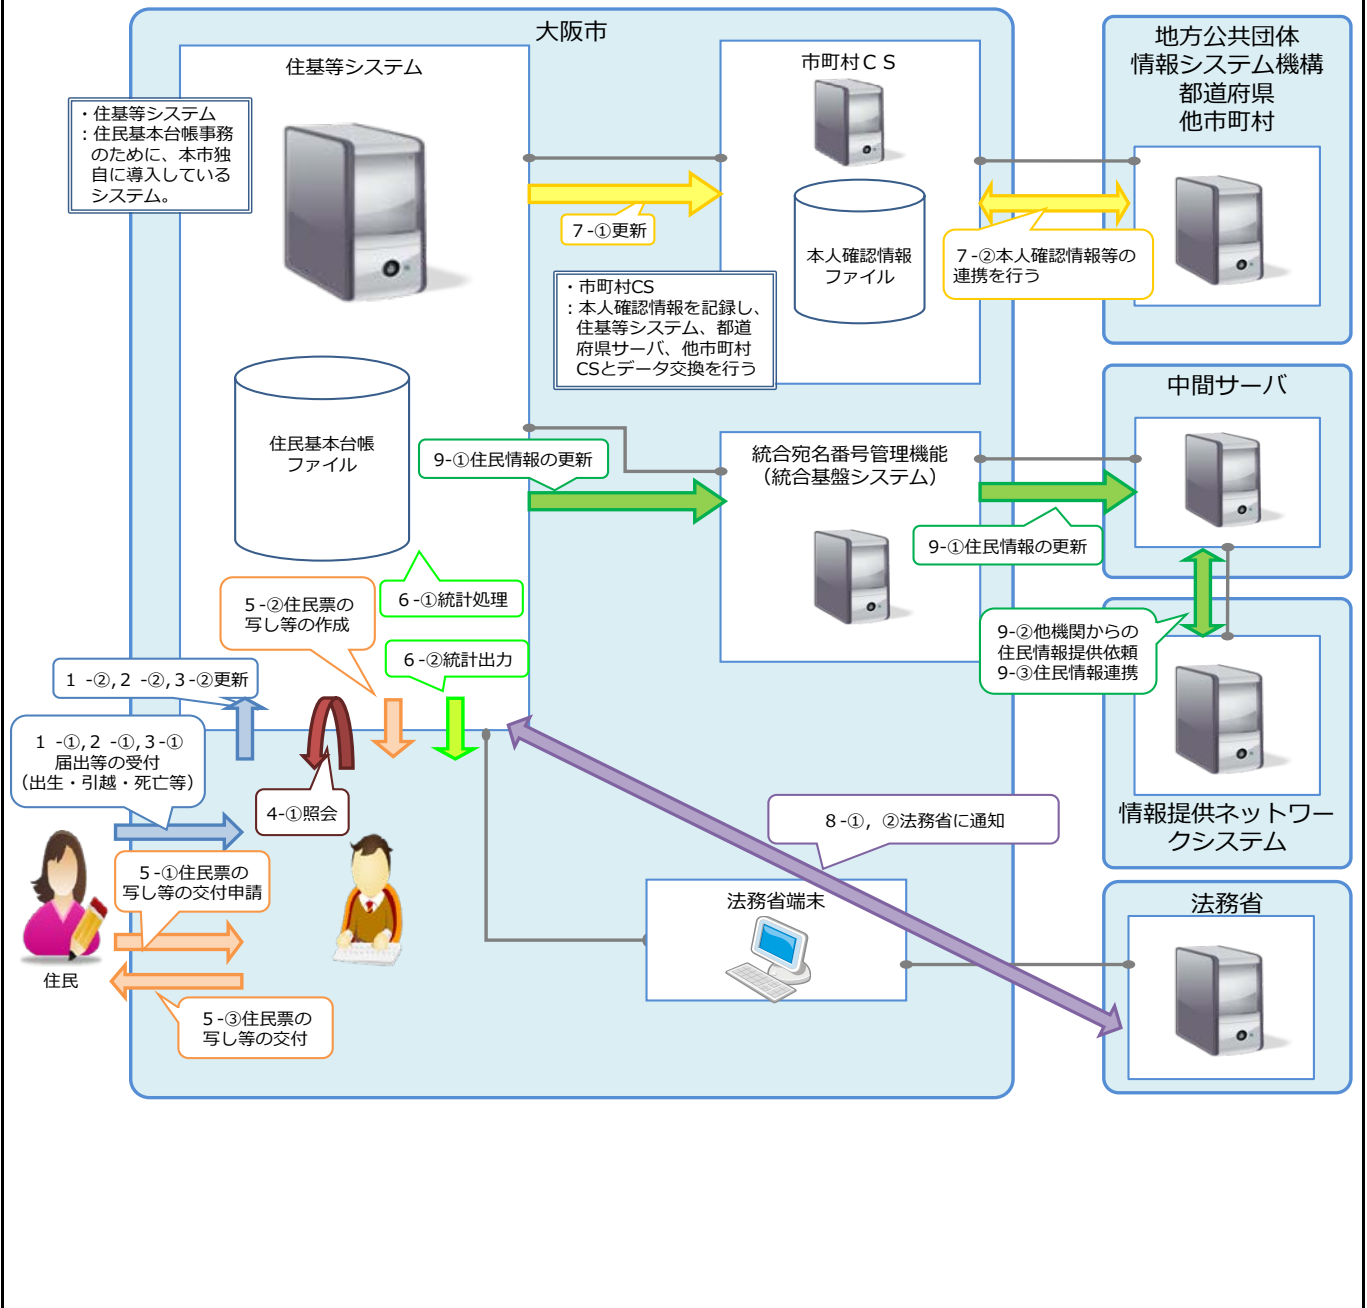 大阪市
住基等システム
・住基等システム
：住民基本台帳事務
のために、本市独
自に導入している
システム。
市町村ＣＳ
地方公共団体
情報システム機構
都道府県
他市町村
７-①更新
本人確認情報
ファイル
７-②本人確認情報等の
連携を行う
・市町村CS
：本人確認情報を記録し、
住基等システム、都道
府県サーバ、他市町村
CSとデータ交換を行う
中間サーバ
住民基本台帳
ファイル
9-①住民情報の更新
統合宛名番号管理機能
（統合基盤システム）
9-①住民情報の更新
６-①統計処理
５-②住民票の
写し等の作成
６-②統計出力
9-②他機関からの
住民情報提供依頼
9-③住民情報連携
１-②,２-②,３-②更新
１-①,２-①,３-①
届出等の受付
（出生・引越・死亡等）
4-①照会
８-①，②法務省に通知
情報提供ネットワー
クシステム
５-①住民票の
写し等の交付申請
法務省端末
法務省
住民
５-③住民票の
写し等の交付